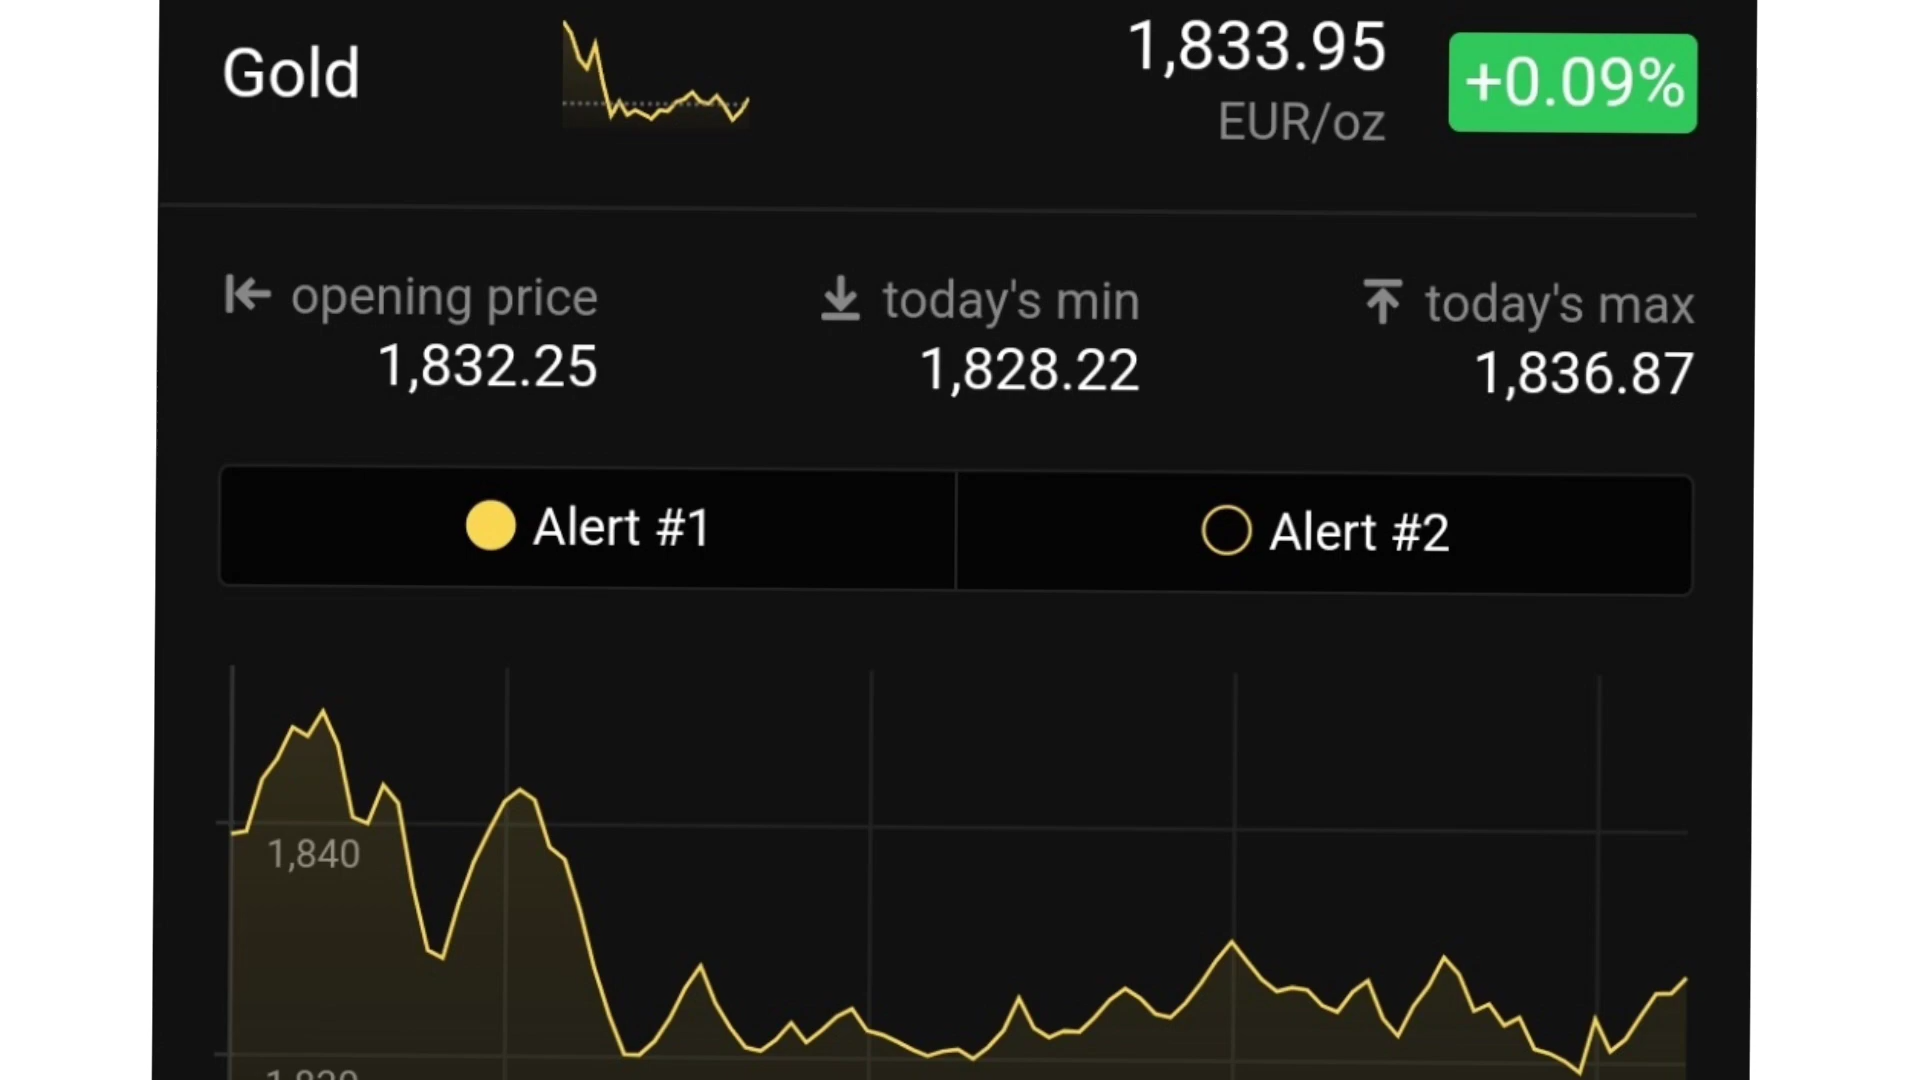 Gold
1,833.95
+0.09%
EUR/oz
opening price
today's min
today's max
1,832.25
1,828.22
1,836.87
Alert #1
Alert #2
1,840